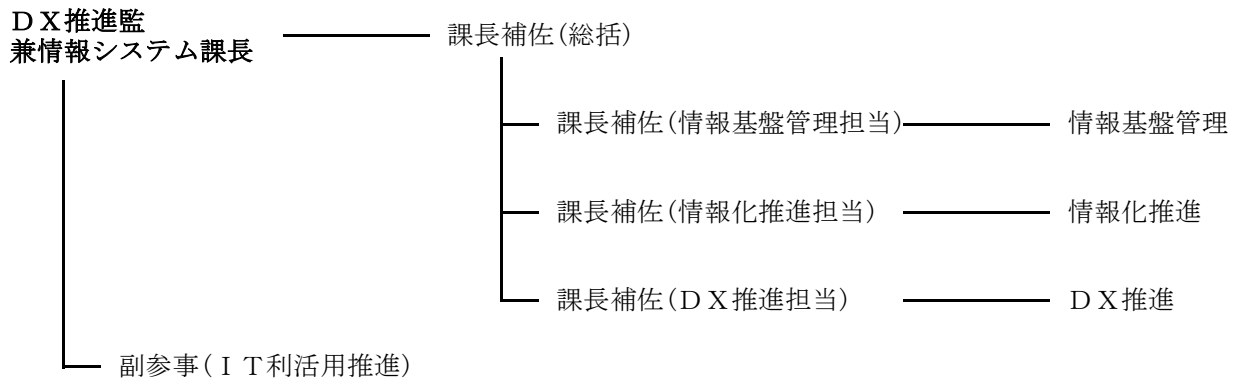 ＤＸ推進監
兼情報システム課長
課長補佐(総括)
課長補佐(情報基盤管理担当)
情報基盤管理
課長補佐(情報化推進担当)
情報化推進
課長補佐(ＤＸ推進担当)
ＤＸ推進
副参事(ＩＴ利活用推進)